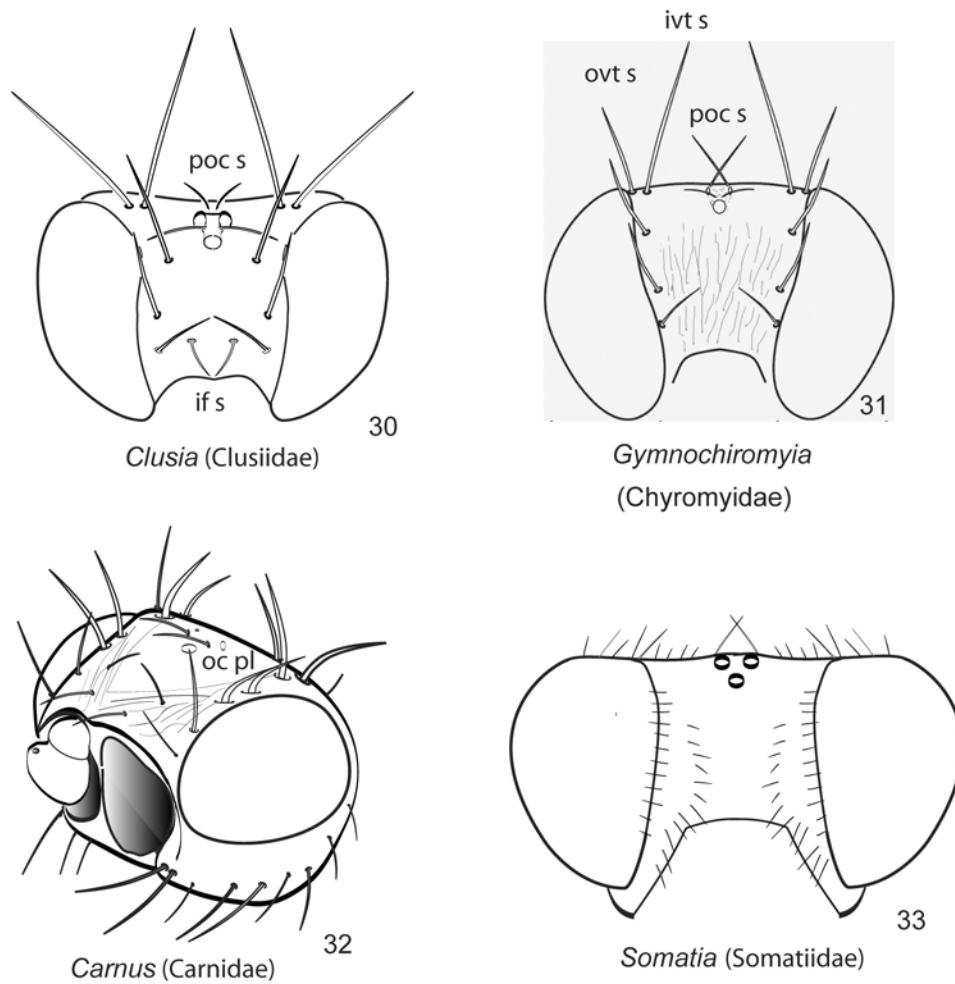 poc s
if s
30
Clusia (Clusiidae)
ivt s
ovt s
poc s
31
Gymnochiromyia
(Chyromyidae)
oc pl
32
Carnus (Carnidae)
33
Somatia (Somatiidae)